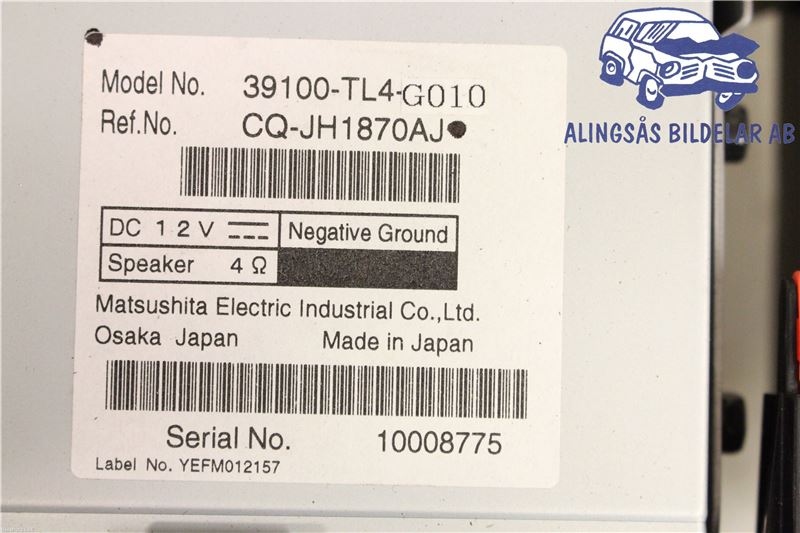 ALINGSÅS BILDELAR AB
Model No. 39100-TL4-G010
Ref.No. CQ-JH1870AJ
DC 12V Negative Ground
Speaker 4Ω
Matsushita Electric Industrial Co.,Ltd.
Osaka Japan Made in Japan
Serial No. 10008775
Label No. YEFM012157